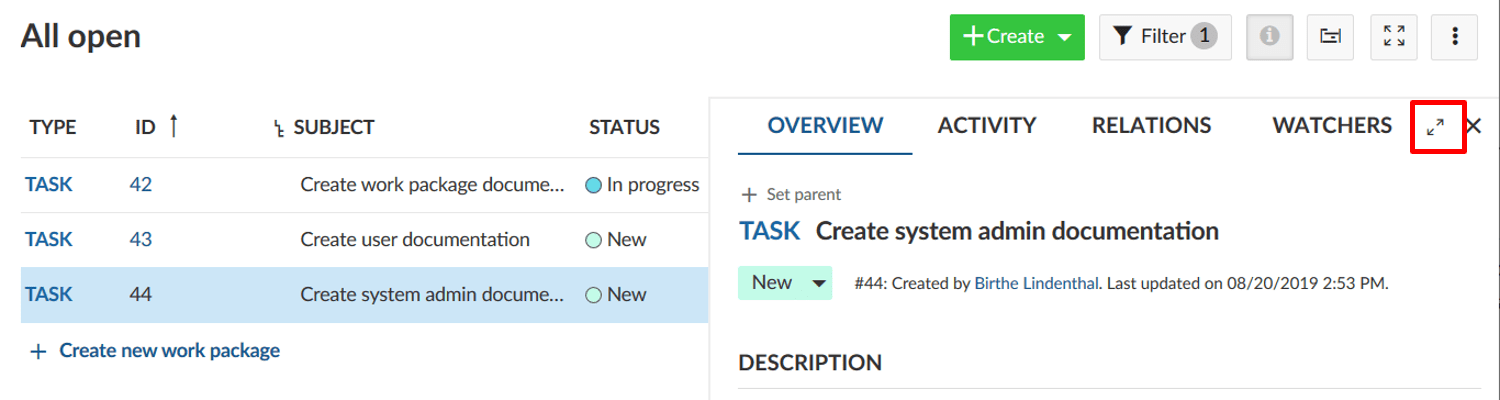 All open
Create
Filter 1
TYPE ID SUBJECT STATUS
TASK 42 Create work package docume... In progress
TASK 43 Create user documentation New
TASK 44 Create system admin docume... New
Create new work package
OVERVIEW ACTIVITY RELATIONS WATCHERS
Set parent
TASK Create system admin documentation
New #44: Created by Birthe Lindenthal. Last updated on 08/20/2019 2:53 PM.
DESCRIPTION